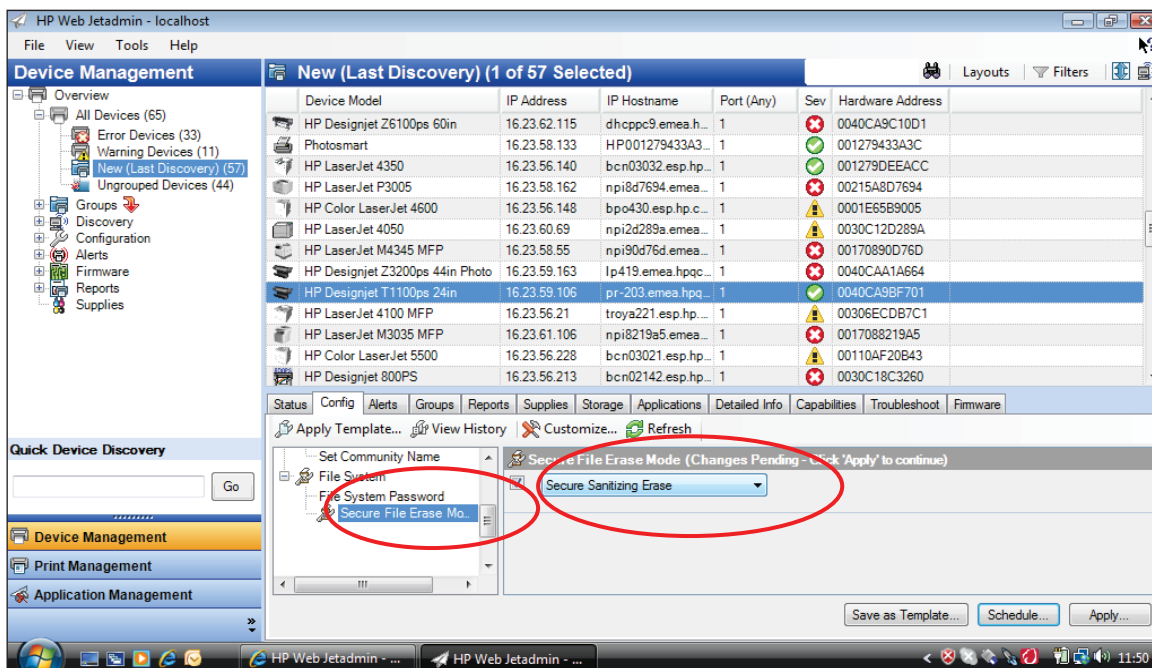 HP Web Jetadmin - localhost
File View Tools Help
Device Management
New (Last Discovery) (1 of 57 Selected)
Layouts Filters
Overview
All Devices (65)
Error Devices (33)
Warning Devices (11)
New (Last Discovery) (57)
Ungrouped Devices (44)
Groups
Discovery
Configuration
Alerts
Firmware
Reports
Supplies
Device Model IP Address IP Hostname Port (Any) Sev Hardware Address
HP Designjet Z6100ps 60in 16.23.62.115 dhcppc9.emea.h... 1 0040CA9C10D1
Photosmart 16.23.58.133 HP001279433A3... 1 001279433A3C
HP LaserJet 4350 16.23.56.140 bcn03032.esp.hp... 1 001279DEEACC
HP LaserJet P3005 16.23.58.162 npi8d7694.emea... 1 00215A8D7694
HP Color LaserJet 4600 16.23.56.148 bpo430.esp.hp.c... 1 0001E65B9005
HP LaserJet 4050 16.23.60.69 npi2d289a.emea... 1 0030C12D289A
HP LaserJet M4345 MFP 16.23.58.55 npi90d76d.emea... 1 00170890D76D
HP Designjet Z3200ps 44in Photo 16.23.59.163 lp419.emea.hpqc... 1 0040CAA1A664
HP Designjet T1100ps 24in 16.23.59.106 pr-203.emea.hpq... 1 0040CA9BF701
HP LaserJet 4100 MFP 16.23.56.21 troya221.esp.hp.... 1 00306ECDB7C1
HP LaserJet M3035 MFP 16.23.61.106 npi8219a5.emea... 1 0017088219A5
HP Color LaserJet 5500 16.23.56.228 bcn03021.esp.hp... 1 00110AF20B43
HP Designjet 800PS 16.23.56.213 bcn02142.esp.hp... 1 0030C18C3260
Status Config Alerts Groups Reports Supplies Storage Applications Detailed Info Capabilities Troubleshoot Firmware
Apply Template... View History Customize... Refresh
Quick Device Discovery
Go
Set Community Name
File System
File System Password
Secure File Erase Mo...
Secure File Erase Mode (Changes Pending - Click 'Apply' to continue)
Secure Sanitizing Erase
Device Management
Print Management
Application Management
Save as Template... Schedule... Apply...
HP Web Jetadmin - ... HP Web Jetadmin - ... 11:50